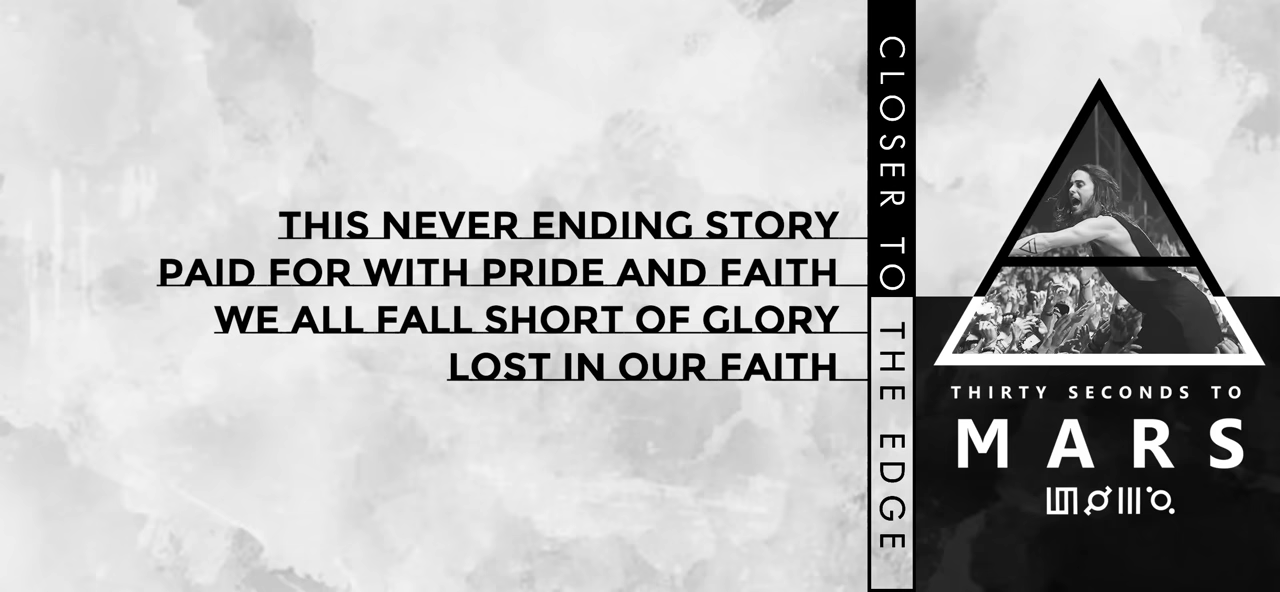 THIS NEVER ENDING STORY
PAID FOR WITH PRIDE AND FAITH
WE ALL FALL SHORT OF GLORY
LOST IN OUR FAITH
CLOSER TO THE EDGE
THIRTY SECONDS TO
MARS